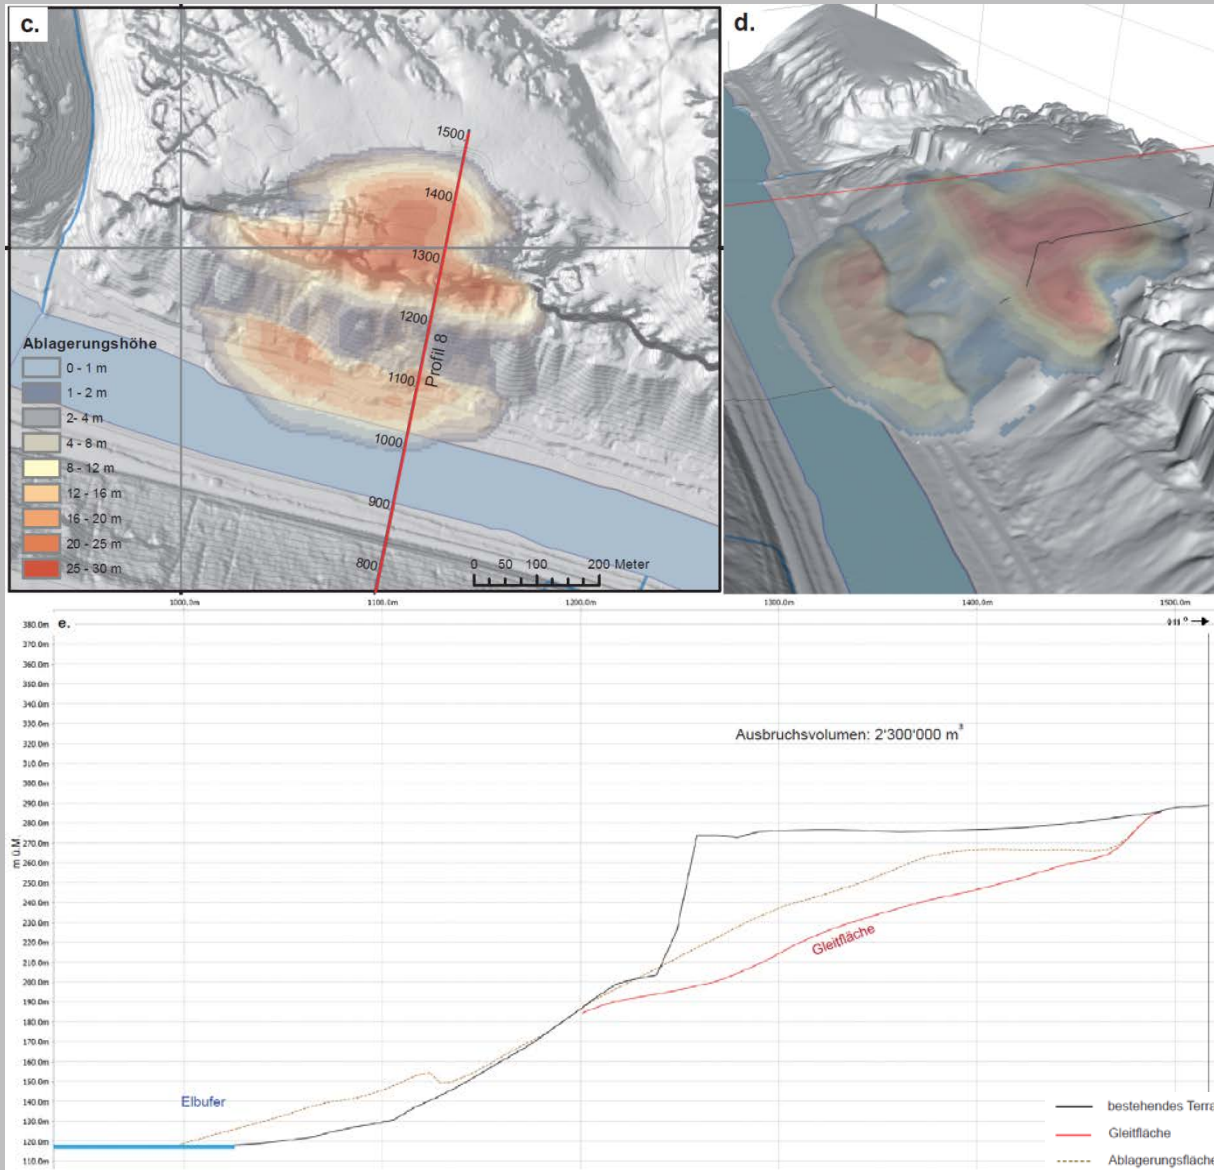 c.
d.
1500
1400
1300
1200
1100
1000
900
800
Profil 8
Ablagerungshöhe
0 - 1 m
1 - 2 m
2- 4 m
4 - 8 m
8 - 12 m
12 - 16 m
16 - 20 m
20 - 25 m
25 - 30 m
0 50 100 200 Meter
1000.0m 1100.0m 1200.0m 1300.0m 1400.0m 1500.0m
e.
380.0m
370.0m
360.0m
350.0m
340.0m
330.0m
320.0m
310.0m
300.0m
290.0m
280.0m
270.0m
260.0m
250.0m
240.0m
230.0m
220.0m
210.0m
200.0m
190.0m
180.0m
170.0m
160.0m
150.0m
140.0m
130.0m
120.0m
110.0m
m ü.M.
Ausbruchsvolumen: 2'300'000 m³
Gleitfläche
Elbufer
bestehendes Terra
Gleitfläche
Ablagerungsfläche